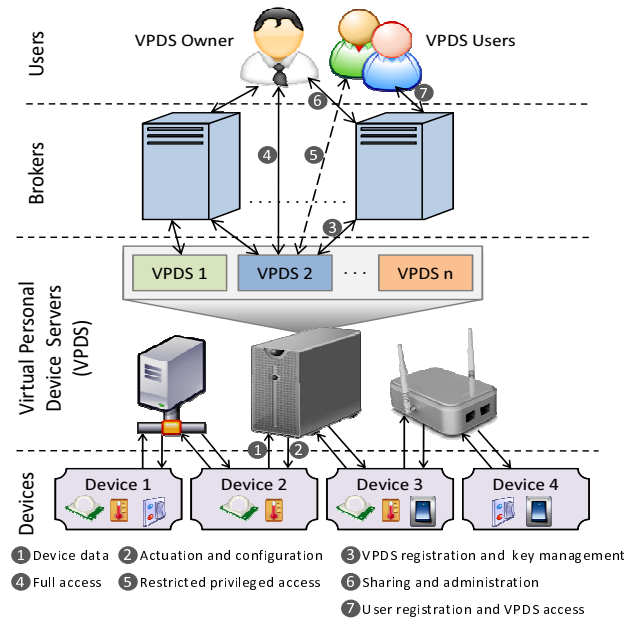 VPDS Owner
VPDS Users
Users
6
7
4
5
Brokers
3
VPDS 1
VPDS 2
. . .
VPDS n
Virtual Personal
Device Servers
(VPDS)
1
2
Devices
Device 1
Device 2
Device 3
Device 4
1 Device data
2 Actuation and configuration
3 VPDS registration and key management
4 Full access
5 Restricted privileged access
6 Sharing and administration
7 User registration and VPDS access